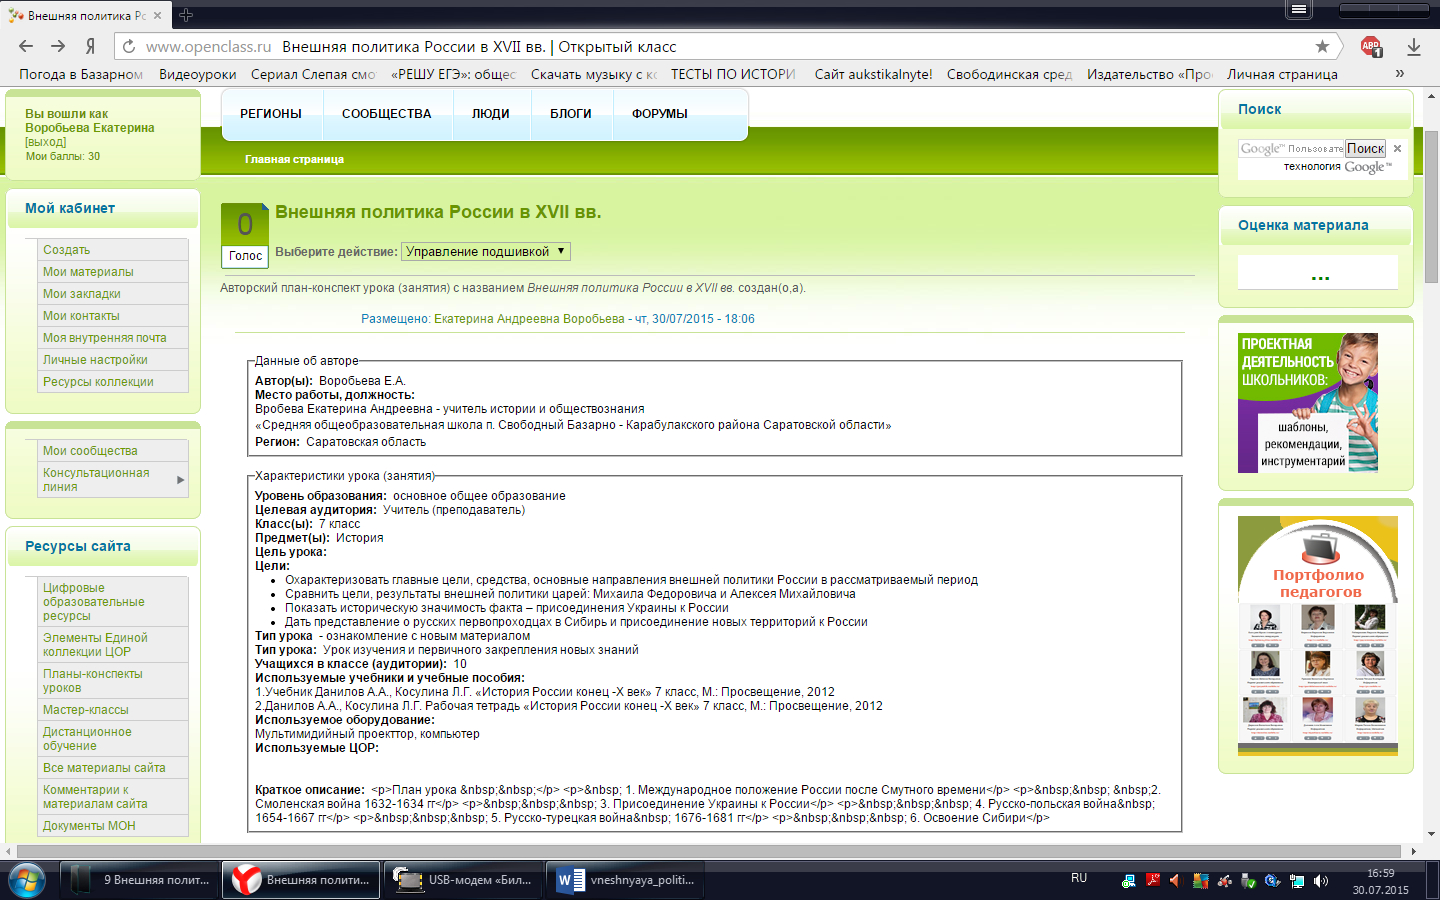 Внешняя политика Рс
www.openclass.ru Внешняя политика России в XVII вв. | Открытый класс
ABP 1
Погода в Базарном Видеоуроки Сериал Слепая смот «РЕШУ ЕГЭ»: общес Скачать музыку с кс ТЕСТЫ ПО ИСТОРИ Сайт aukstikalnyte! Свободинская сред Издательство «Про Личная страница »
Вы вошли как
Воробьева Екатерина
[выход]
Мои баллы: 30
РЕГИОНЫ СООБЩЕСТВА ЛЮДИ БЛОГИ ФОРУМЫ
Главная страница
Мой кабинет
Создать
Мои материалы
Мои закладки
Мои контакты
Моя внутренняя почта
Личные настройки
Ресурсы коллекции
Мои сообщества
Консультационная
линия
Ресурсы сайта
Цифровые
образовательные
ресурсы
Элементы Единой
коллекции ЦОР
Планы-конспекты
уроков
Мастер-классы
Дистанционное
обучение
Все материалы сайта
Комментарии к
материалам сайта
Документы МОН
0
Голос
Внешняя политика России в XVII вв.
Выберите действие: Управление подшивкой
Авторский план-конспект урока (занятия) с названием Внешняя политика России в XVII вв. создан(о,а).
Размещено: Екатерина Андреевна Воробьева - чт, 30/07/2015 - 18:06
Данные об авторе
Автор(ы): Воробьева Е.А.
Место работы, должность:
Вробева Екатерина Андреевна - учитель истории и обществознания
«Средняя общеобразовательная школа п. Свободный Базарно - Карабулакского района Саратовской области»
Регион: Саратовская область
Характеристики урока (занятия)
Уровень образования: основное общее образование
Целевая аудитория: Учитель (преподаватель)
Класс(ы): 7 класс
Предмет(ы): История
Цель урока:
Цели:
• Охарактеризовать главные цели, средства, основные направления внешней политики России в рассматриваемый период
• Сравнить цели, результаты внешней политики царей: Михаила Федоровича и Алексея Михайловича
• Показать историческую значимость факта – присоединения Украины к России
• Дать представление о русских первопроходцах в Сибирь и присоединение новых территорий к России
Тип урока - ознакомление с новым материалом
Тип урока: Урок изучения и первичного закрепления новых знаний
Учащихся в классе (аудитории): 10
Используемые учебники и учебные пособия:
1.Учебник Данилов А.А., Косулина Л.Г. «История России конец -X век» 7 класс, М.: Просвещение, 2012
2.Данилов А.А., Косулина Л.Г. Рабочая тетрадь «История России конец -X век» 7 класс, М.: Просвещение, 2012
Используемое оборудование:
Мультимидийный проекттор, компьютер
Используемые ЦОР:
Краткое описание: <p>План урока &nbsp;&nbsp;</p> <p>&nbsp; 1. Международное положение России после Смутного времени</p> <p>&nbsp;&nbsp; &nbsp;2.
Смоленская война 1632-1634 гг</p> <p>&nbsp;&nbsp;&nbsp; 3. Присоединение Украины к России</p> <p>&nbsp;&nbsp;&nbsp; 4. Русско-польская война&nbsp;
1654-1667 гг</p> <p>&nbsp;&nbsp;&nbsp; 5. Русско-турецкая война&nbsp; 1676-1681 гг</p> <p>&nbsp;&nbsp;&nbsp; 6. Освоение Сибири</p>
Поиск
Google™ Пользовате Поиск ×
технология Google™
Оценка материала
...
ПРОЕКТНАЯ
ДЕЯТЕЛЬНОСТЬ
ШКОЛЬНИКОВ:
шаблоны,
рекомендации,
инструментарий
Портфолио
педагогов
9 Внешняя полит... Внешняя полити... USB-модем «Бил... vneshnyaya_politi...
RU
16:59
30.07.2015